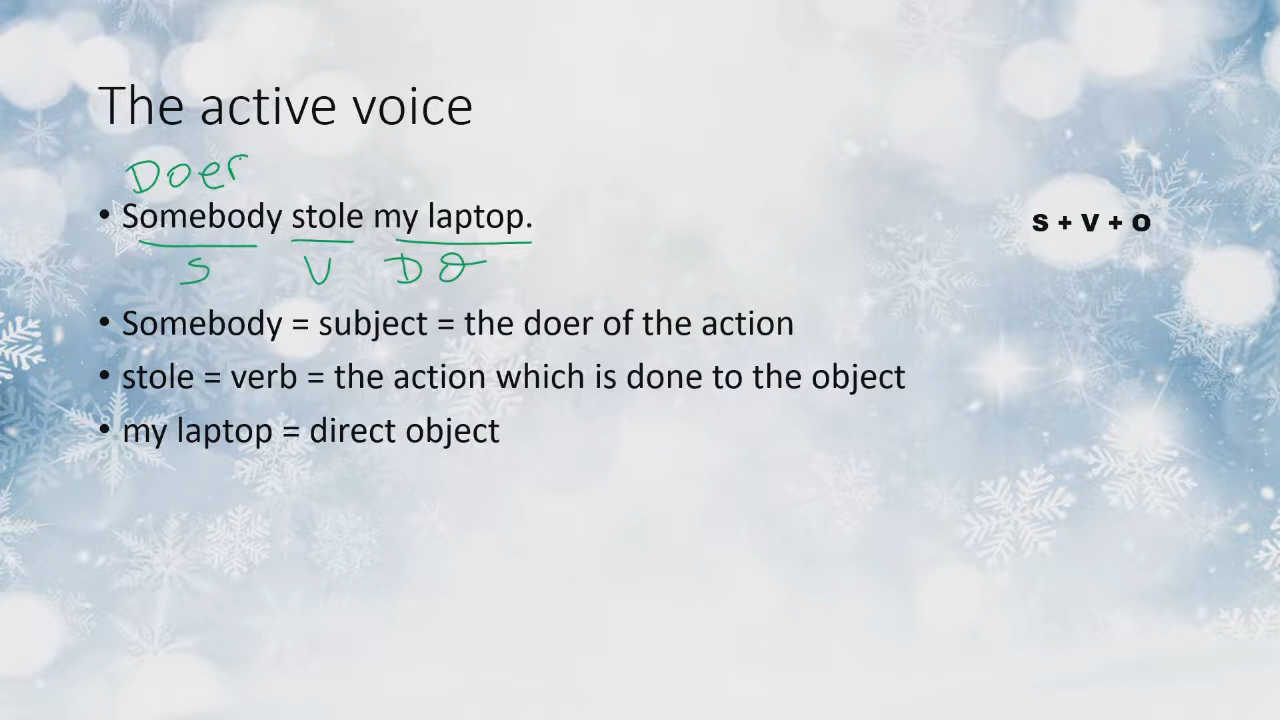 The active voice
Doer
• Somebody stole my laptop.
S + V + O
S V DO
• Somebody = subject = the doer of the action
• stole = verb = the action which is done to the object
• my laptop = direct object